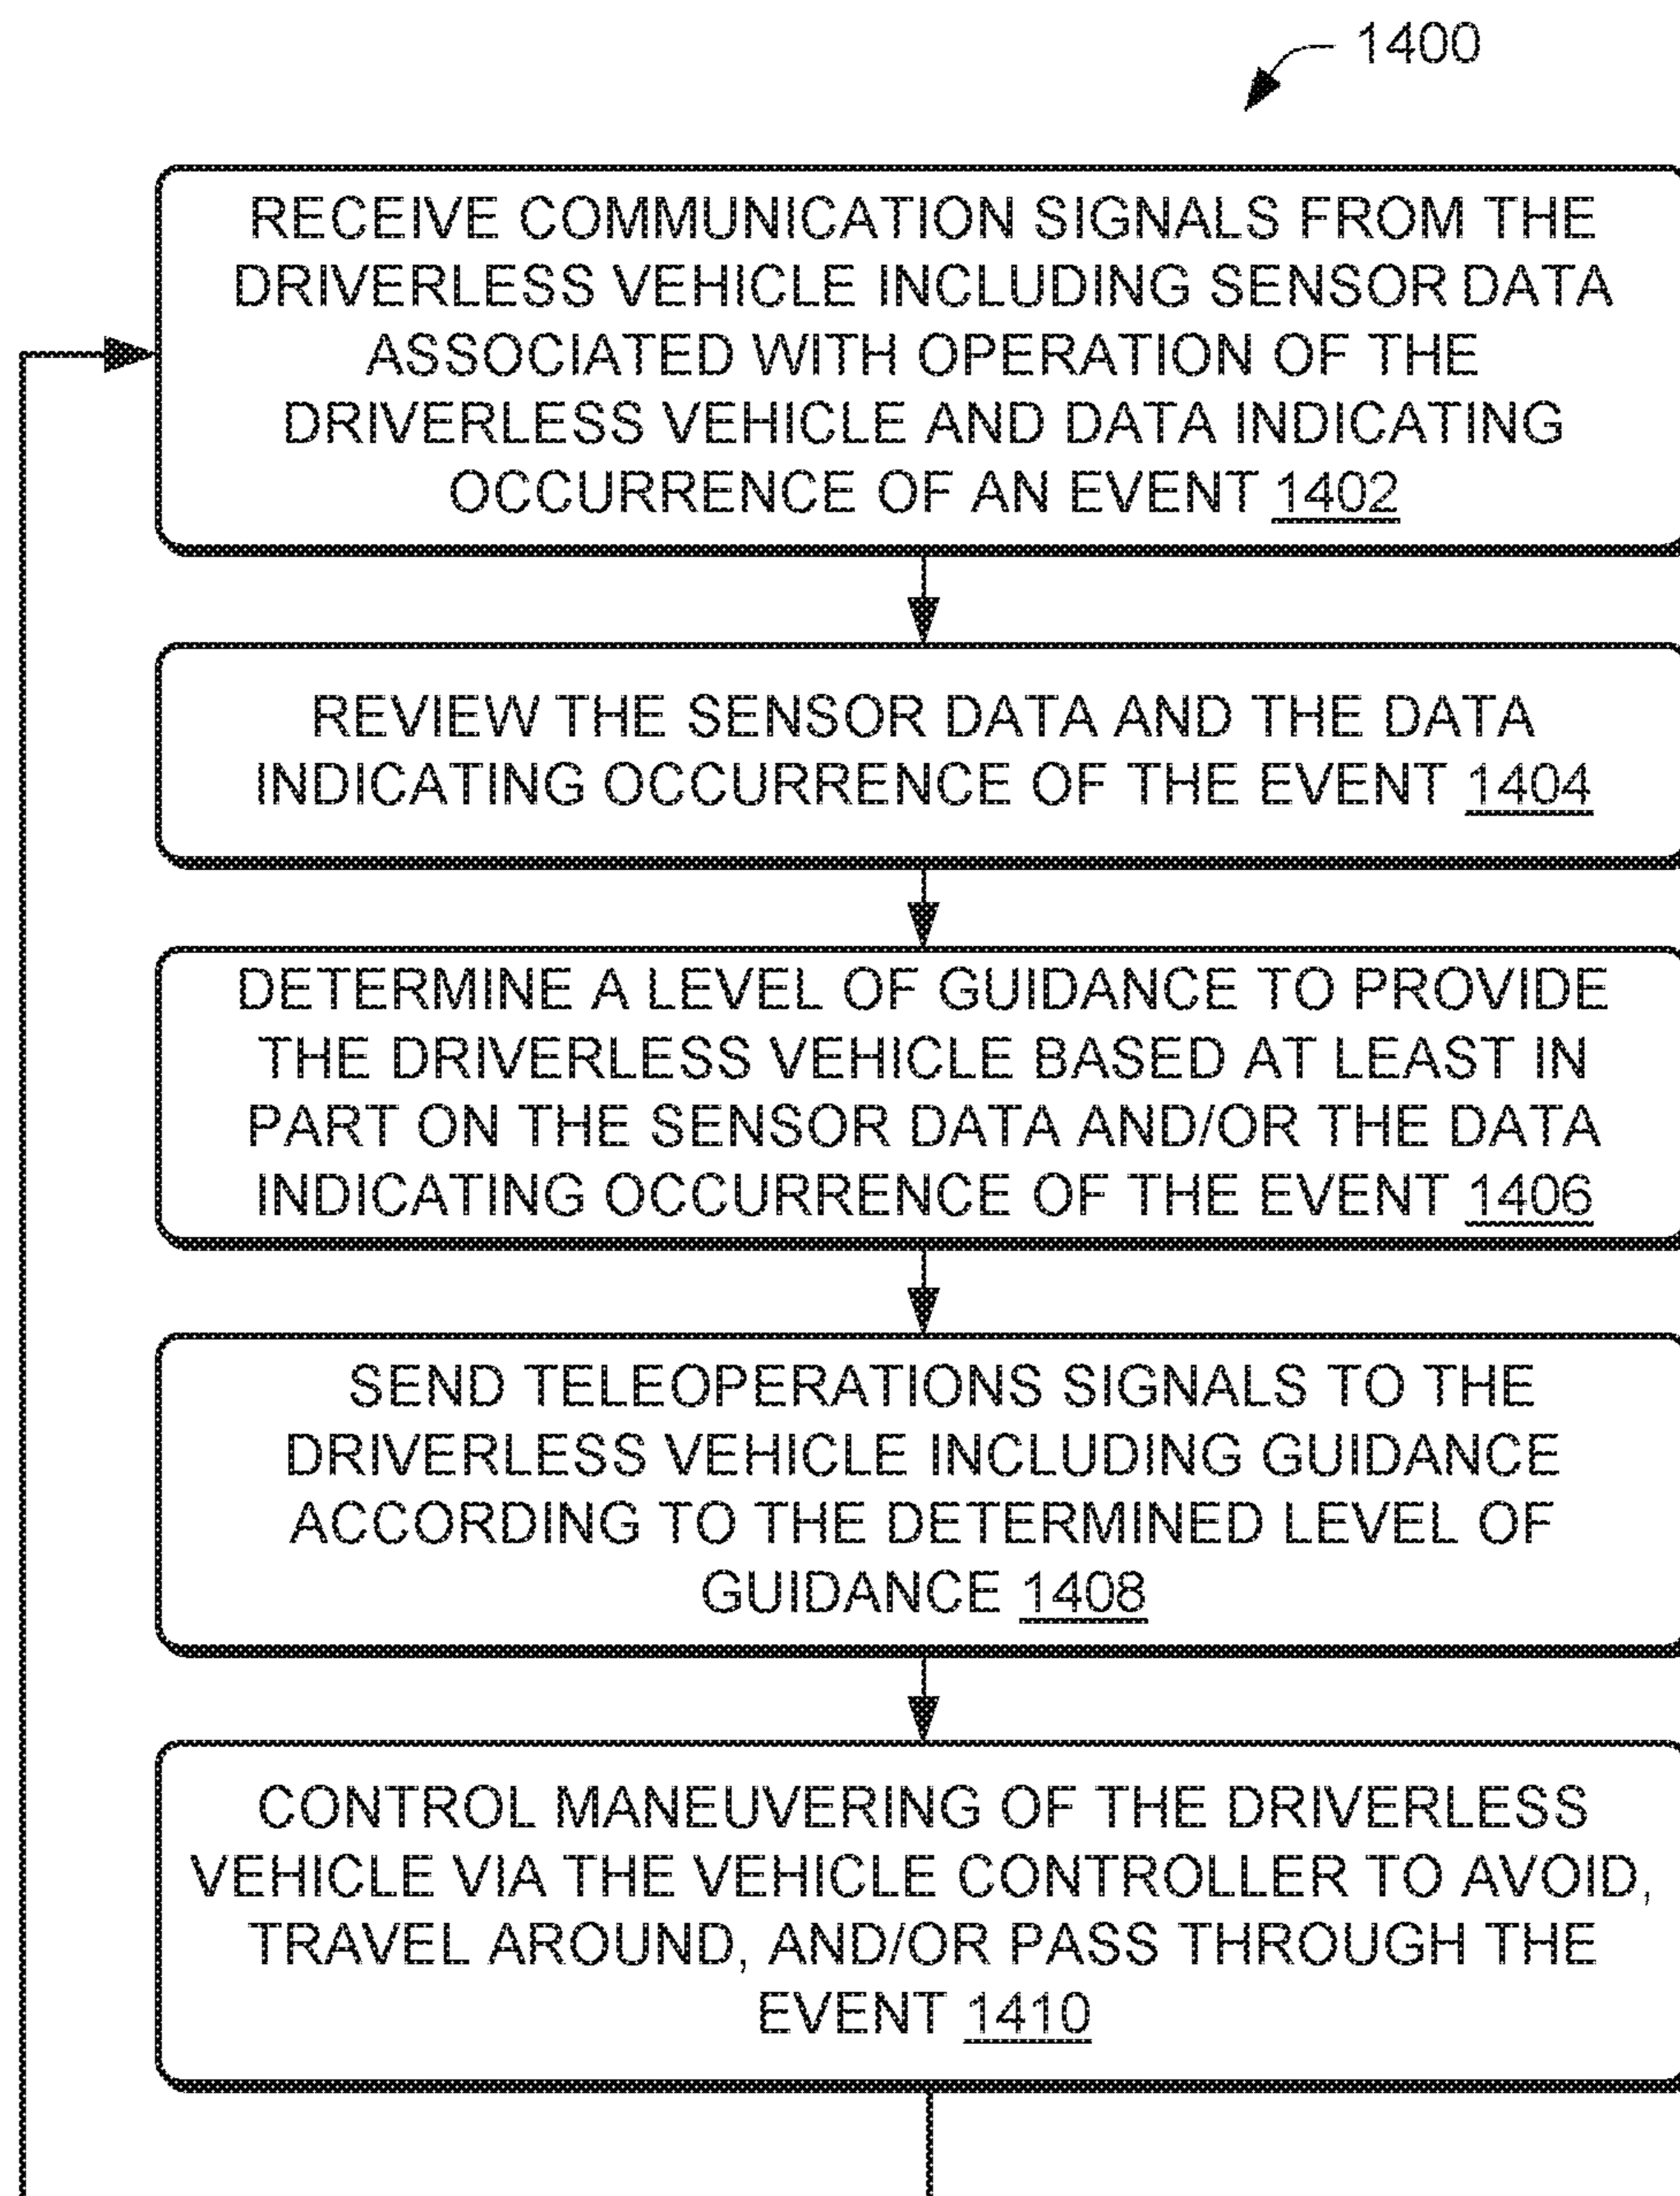 1400
RECEIVE COMMUNICATION SIGNALS FROM THE
DRIVERLESS VEHICLE INCLUDING SENSOR DATA
ASSOCIATED WITH OPERATION OF THE
DRIVERLESS VEHICLE AND DATA INDICATING
OCCURRENCE OF AN EVENT 1402
REVIEW THE SENSOR DATA AND THE DATA
INDICATING OCCURRENCE OF THE EVENT 1404
DETERMINE A LEVEL OF GUIDANCE TO PROVIDE
THE DRIVERLESS VEHICLE BASED AT LEAST IN
PART ON THE SENSOR DATA AND/OR THE DATA
INDICATING OCCURRENCE OF THE EVENT 1406
SEND TELEOPERATIONS SIGNALS TO THE
DRIVERLESS VEHICLE INCLUDING GUIDANCE
ACCORDING TO THE DETERMINED LEVEL OF
GUIDANCE 1408
CONTROL MANEUVERING OF THE DRIVERLESS
VEHICLE VIA THE VEHICLE CONTROLLER TO AVOID,
TRAVEL AROUND, AND/OR PASS THROUGH THE
EVENT 1410